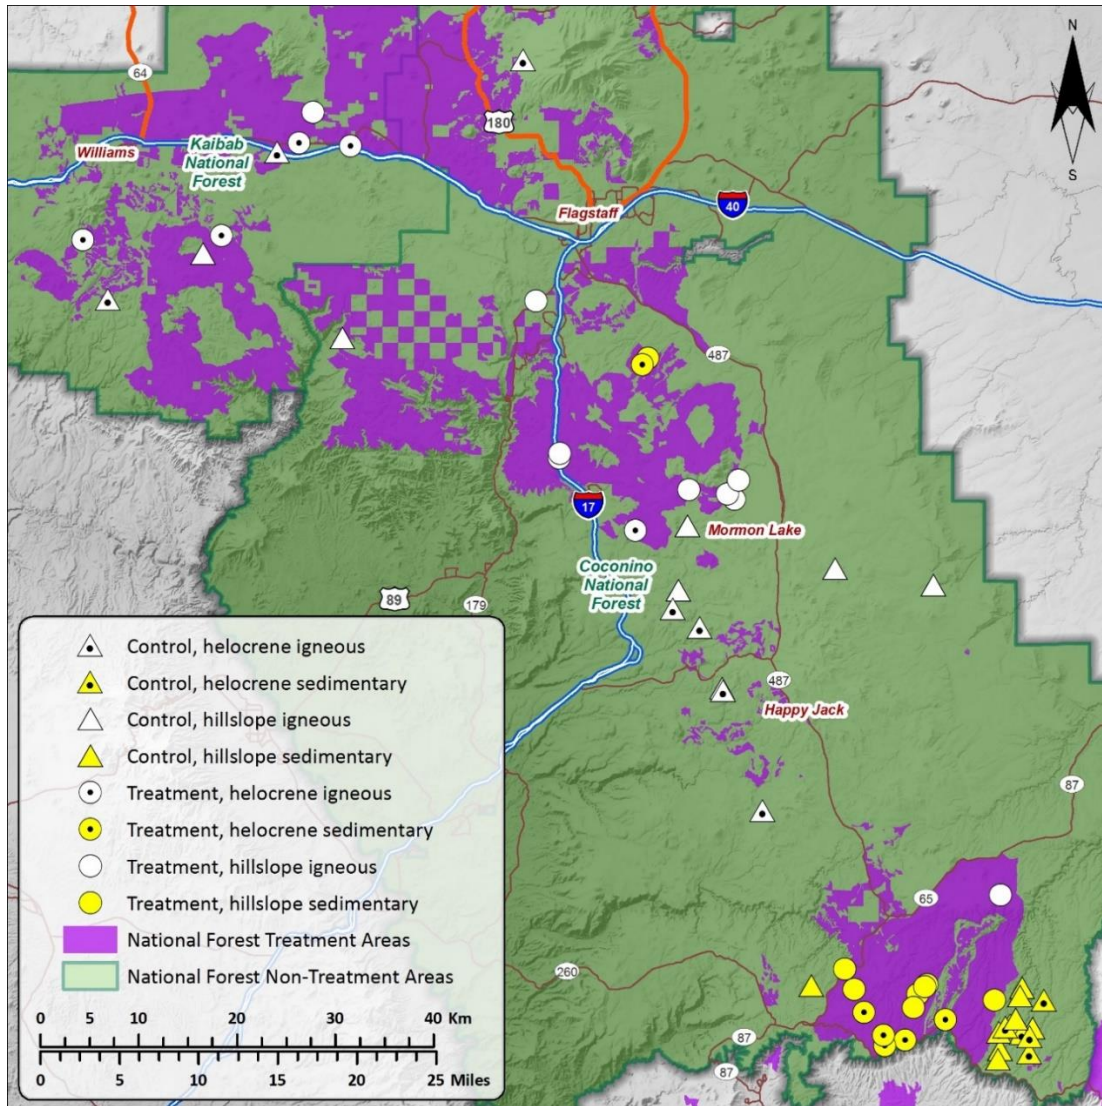 N
S
64
180
Williams
Kaibab
National
Forest
Flagstaff
40
487
17
Mormon Lake
Coconino
National
Forest
89
179
487
Happy Jack
87
65
260
87
87
Control, helocrene igneous
Control, helocrene sedimentary
Control, hillslope igneous
Control, hillslope sedimentary
Treatment, helocrene igneous
Treatment, helocrene sedimentary
Treatment, hillslope igneous
Treatment, hillslope sedimentary
National Forest Treatment Areas
National Forest Non-Treatment Areas
0 5 10 20 30 40 Km
0 5 10 15 20 25 Miles